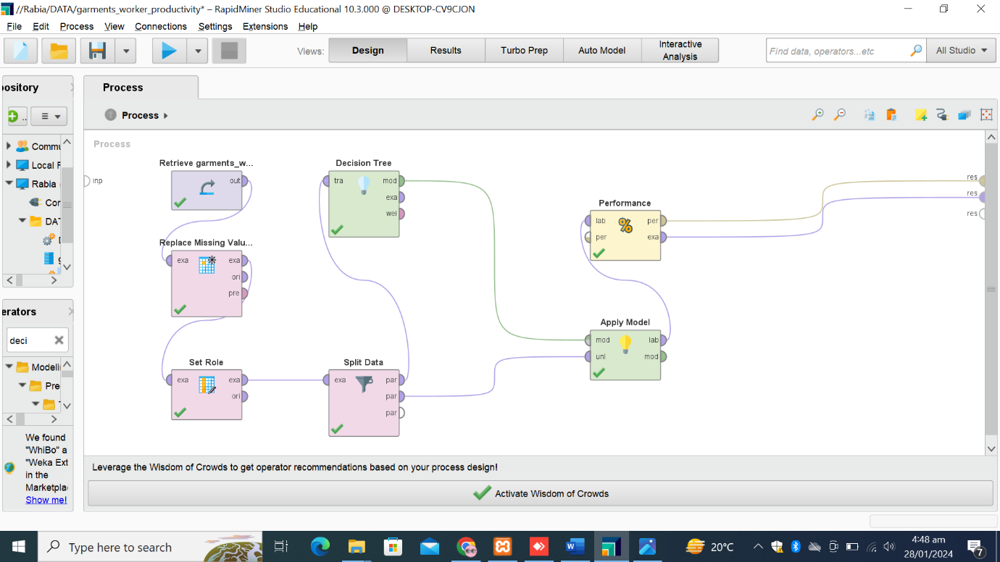 //Rabia/DATA/garments_worker_productivity* – RapidMiner Studio Educational 10.3.000 @ DESKTOP-CV9CJON
File Edit Process View Connections Settings Extensions Help
Views: Design Results Turbo Prep Auto Model Interactive Analysis
Find data, operators...etc
All Studio
ository
Process
Process
Commu
Local R
Rabia
Con
DAT
erators
deci
Modeli
Pre
We found
"WhiBo" a
"Weka Ext
in the
Marketpla
Show me!
Process
inp
Retrieve garments_w...
out
Replace Missing Valu...
exa exa
ori
pre
Set Role
exa exa
ori
Decision Tree
tra mod
exa
wei
Split Data
exa par
par
par
Performance
lab per
per exa
%
Apply Model
mod lab
unl mod
res
res
res
Leverage the Wisdom of Crowds to get operator recommendations based on your process design!
Activate Wisdom of Crowds
Type here to search
20°C
4:48 am
28/01/2024
7